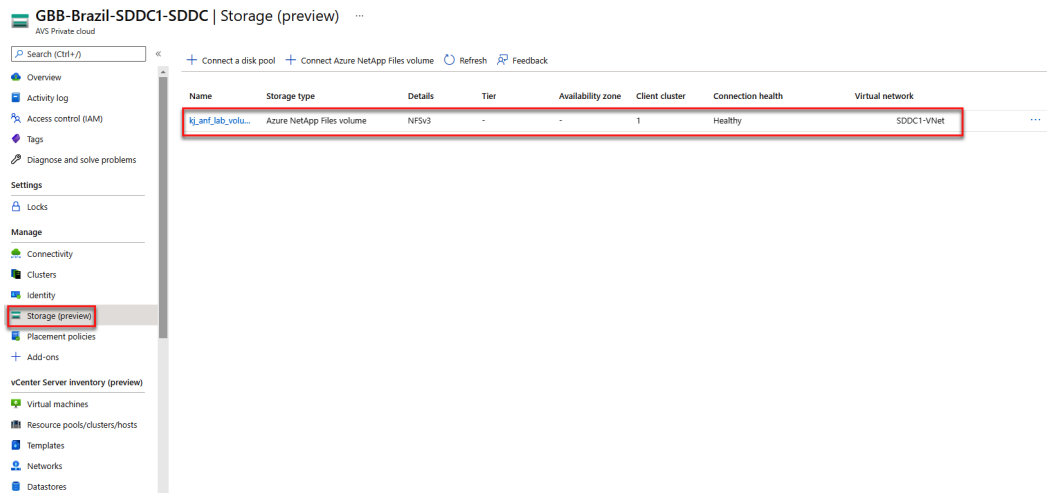 GBB-Brazil-SDDC1-SDDC | Storage (preview) ...
AVS Private cloud
Search (Ctrl+/)
«
Overview
Activity log
Access control (IAM)
Tags
Diagnose and solve problems
Settings
Locks
Manage
Connectivity
Clusters
Identity
Storage (preview)
Placement policies
Add-ons
vCenter Server inventory (preview)
Virtual machines
Resource pools/clusters/hosts
Templates
Networks
Datastores
+ Connect a disk pool + Connect Azure NetApp Files volume Refresh Feedback
Name Storage type Details Tier Availability zone Client cluster Connection health Virtual network
kj_anf_lab_volu... Azure NetApp Files volume NFSv3 - - 1 Healthy SDDC1-VNet ...